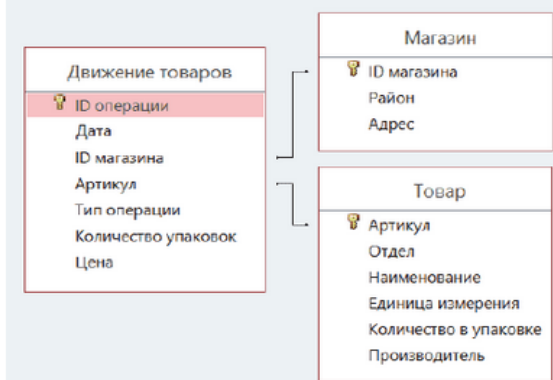 Движение товаров
ID операции
Дата
ID магазина
Артикул
Тип операции
Количество упаковок
Цена
Магазин
ID магазина
Район
Адрес
Товар
Артикул
Отдел
Наименование
Единица измерения
Количество в упаковке
Производитель